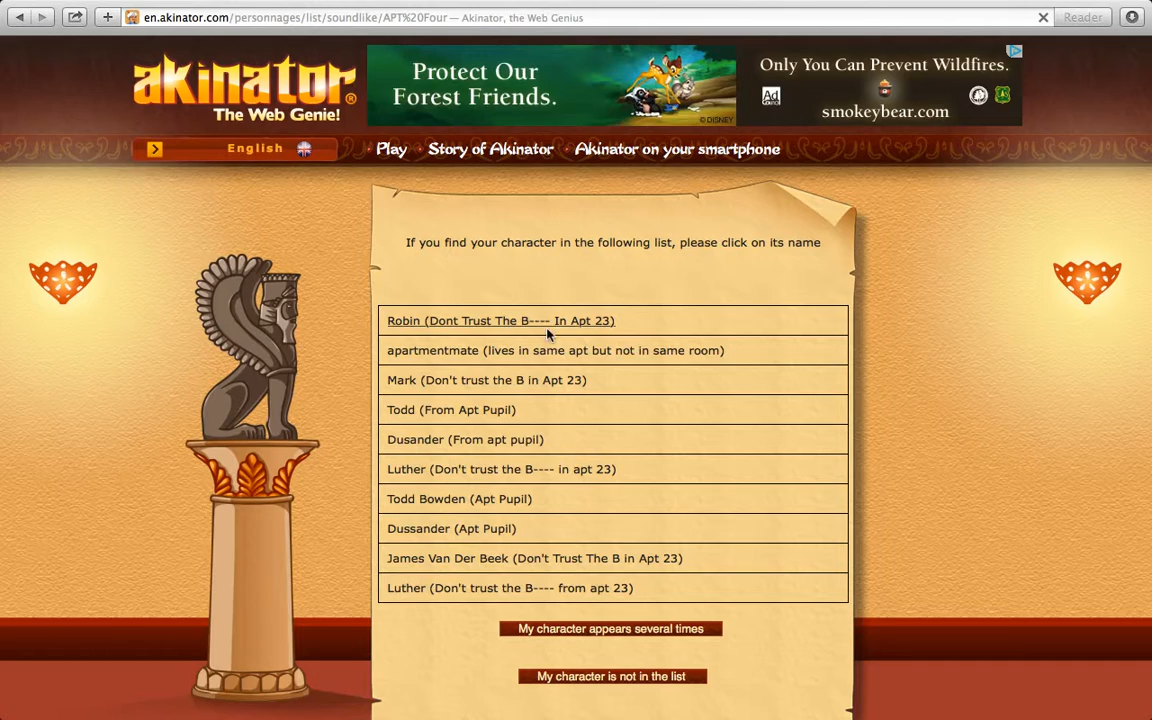 en.akinator.com/personnages/list/soundlike/APT%20Four — Akinator, the Web Genius
Reader
akinator®
The Web Genie!
Protect Our
Forest Friends.
© DISNEY
Only You Can Prevent Wildfires.
Ad
Council
smokeybear.com
English
Play
Story of Akinator
Akinator on your smartphone
If you find your character in the following list, please click on its name
Robin (Dont Trust The B---- In Apt 23)
apartmentmate (lives in same apt but not in same room)
Mark (Don't trust the B in Apt 23)
Todd (From Apt Pupil)
Dusander (From apt pupil)
Luther (Don't trust the B---- in apt 23)
Todd Bowden (Apt Pupil)
Dussander (Apt Pupil)
James Van Der Beek (Don't Trust The B in Apt 23)
Luther (Don't trust the B---- from apt 23)
My character appears several times
My character is not in the list